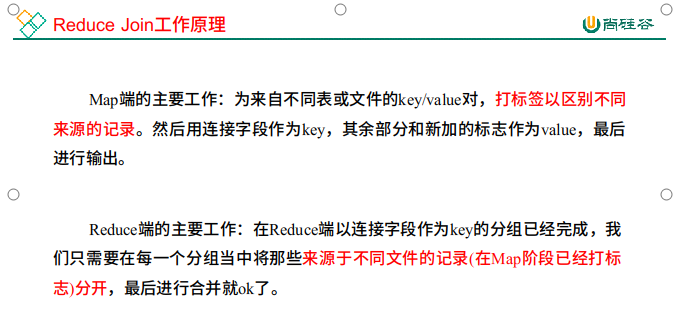 Reduce Join工作原理
尚硅谷
Map端的主要工作：为来自不同表或文件的key/value对，打标签以区别不同
来源的记录。然后用连接字段作为key，其余部分和新加的标志作为value，最后
进行输出。
Reduce端的主要工作：在Reduce端以连接字段作为key的分组已经完成，我
们只需要在每一个分组当中将那些来源于不同文件的记录(在Map阶段已经打标
志)分开，最后进行合并就ok了。